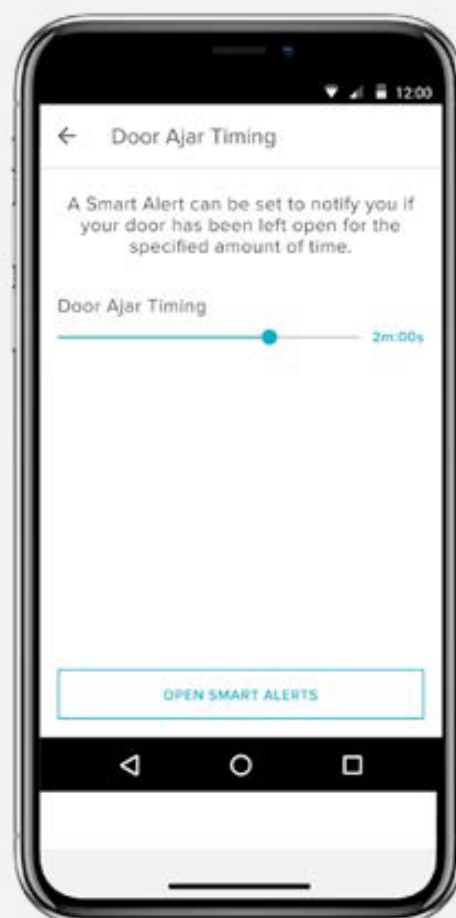 12:00
Door Ajar Timing
A Smart Alert can be set to notify you if
your door has been left open for the
specified amount of time.
Door Ajar Timing
2m:00s
OPEN SMART ALERTS